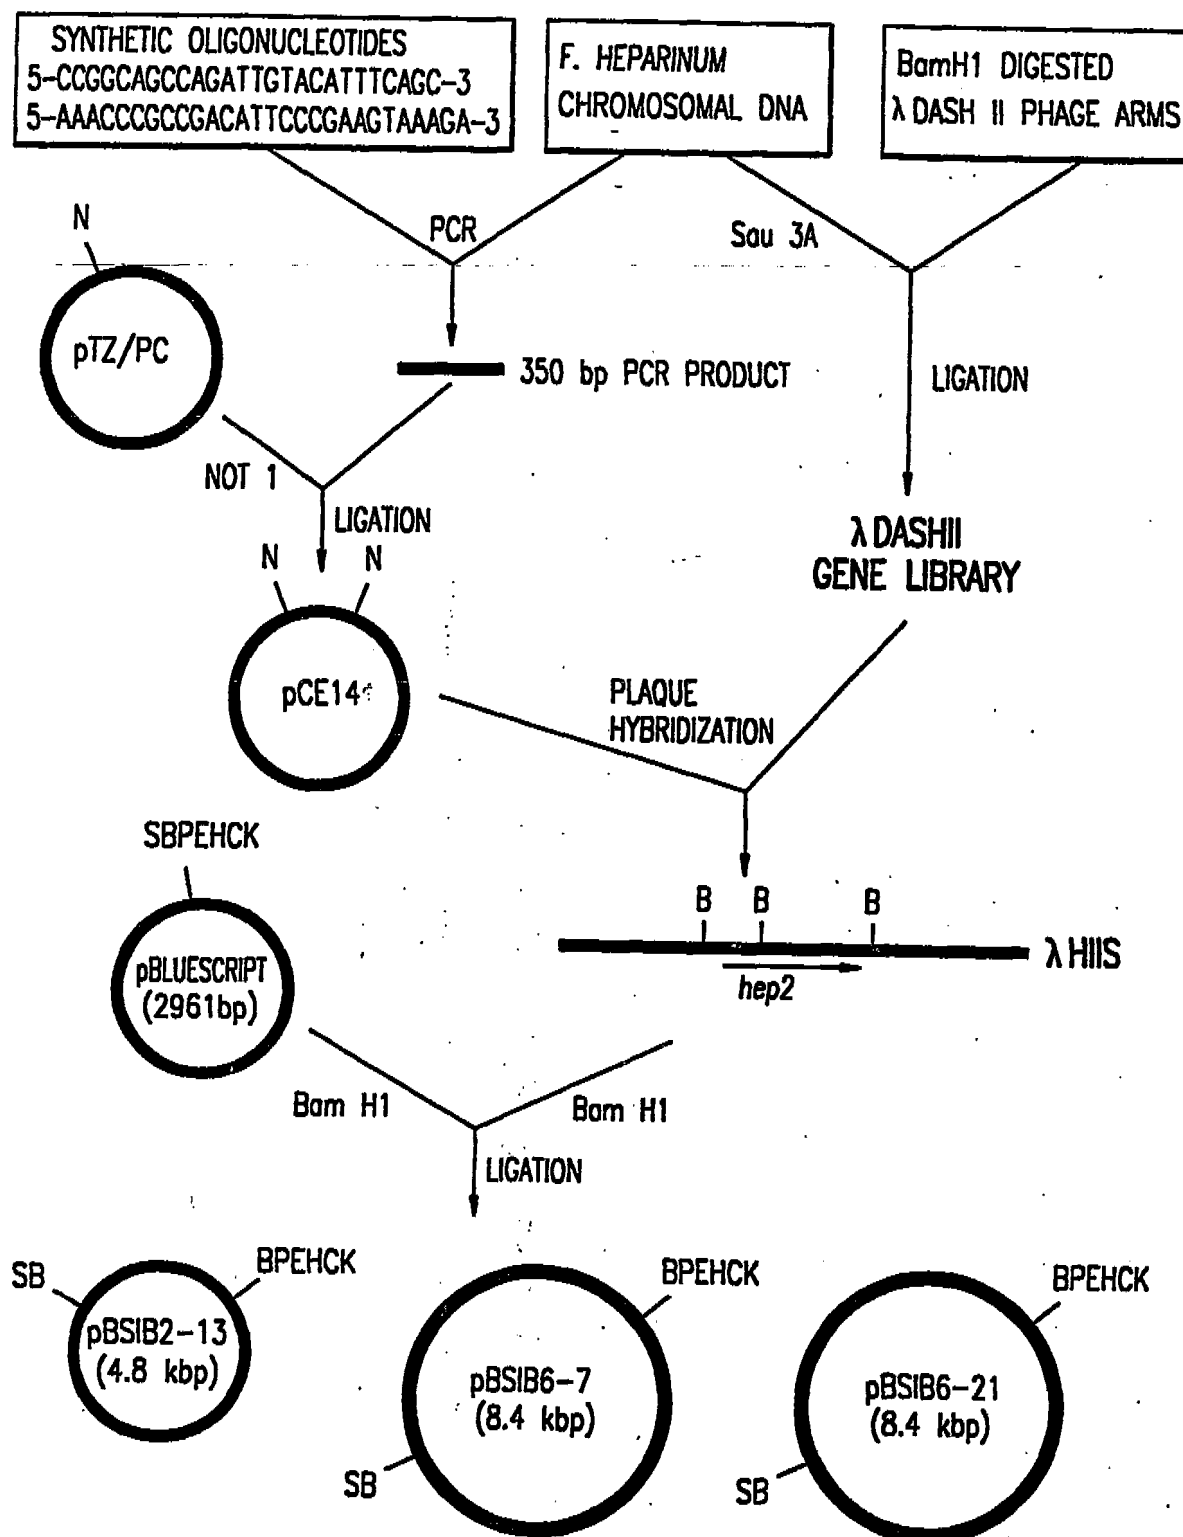 SYNTHETIC OLIGONUCLEOTIDES
5-CCGGCAGCCAGATTGTACATTTCAGC-3
5-AAACCCGCCGACATTCCCGAAGTAAAGA-3
F. HEPARINUM
CHROMOSOMAL DNA
BamH1 DIGESTED
λ DASH II PHAGE ARMS
N
PCR
Sau 3A
pTZ/PC
350 bp PCR PRODUCT
LIGATION
NOT 1
LIGATION
N
N
λ DASHII
GENE LIBRARY
pCE14
PLAQUE
HYBRIDIZATION
SBPEHCK
B
B
B
λ HIIS
hep2
pBLUESCRIPT
(2961bp)
Bam H1
Bam H1
LIGATION
SB
BPEHCK
pBSIB2-13
(4.8 kbp)
BPEHCK
pBSIB6-7
(8.4 kbp)
SB
BPEHCK
pBSIB6-21
(8.4 kbp)
SB